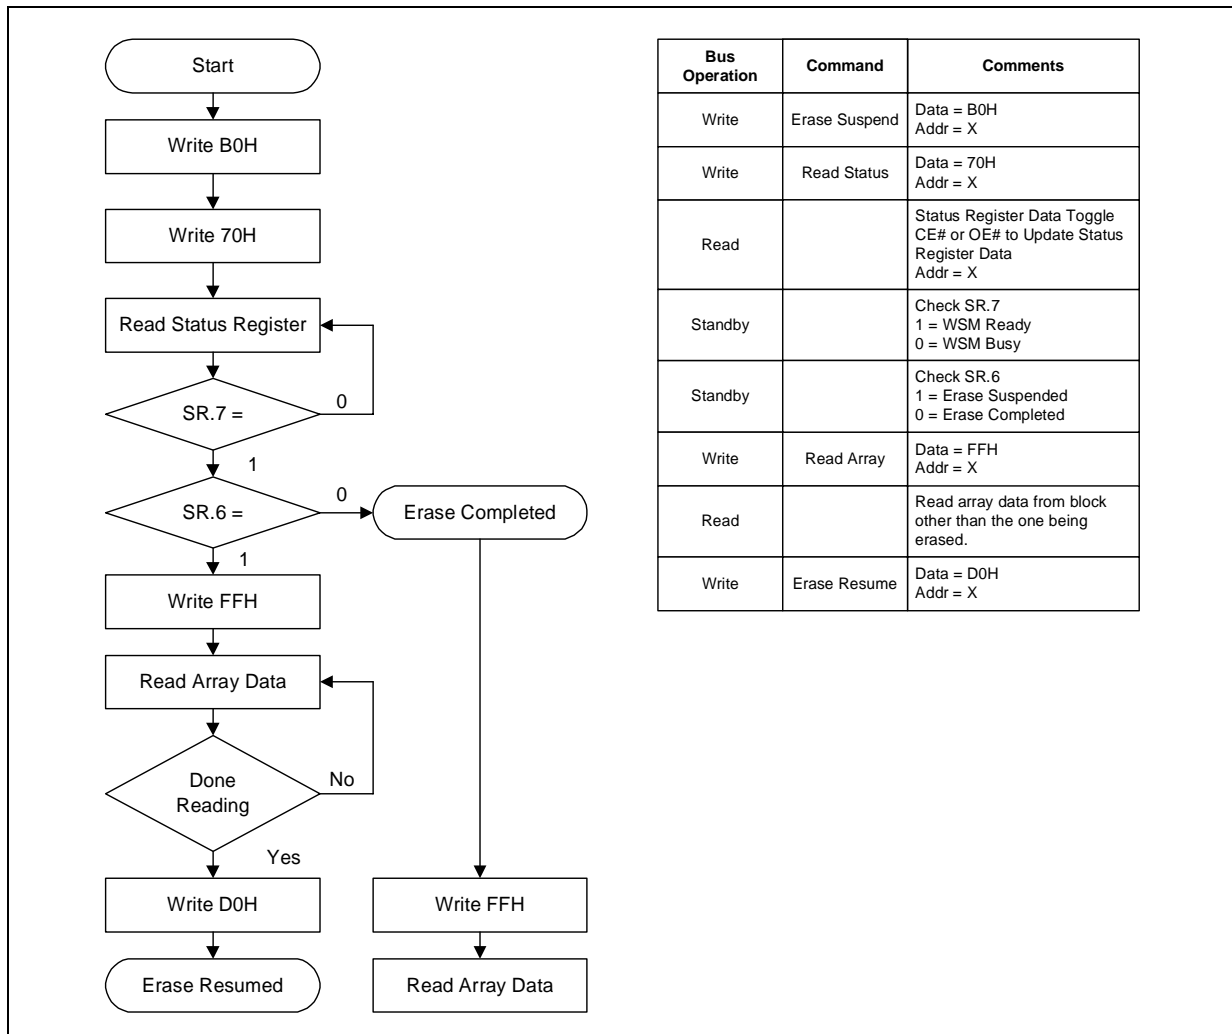 Start
Write B0H
Write 70H
Read Status Register
SR.7 =
0
1
SR.6 =
0
Erase Completed
1
Write FFH
Read Array Data
Done
Reading
No
Yes
Write D0H
Write FFH
Erase Resumed
Read Array Data
Bus
Operation
Command
Comments
Write
Erase Suspend
Data = B0H
Addr = X
Write
Read Status
Data = 70H
Addr = X
Read
Status Register Data Toggle
CE# or OE# to Update Status
Register Data
Addr = X
Standby
Check SR.7
1 = WSM Ready
0 = WSM Busy
Standby
Check SR.6
1 = Erase Suspended
0 = Erase Completed
Write
Read Array
Data = FFH
Addr = X
Read
Read array data from block
other than the one being
erased.
Write
Erase Resume
Data = D0H
Addr = X